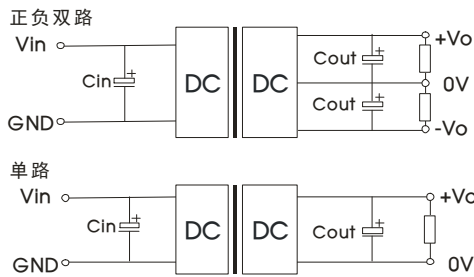 正负双路
Vin
Cin
+
GND
DC
DC
Cout
+
Cout
+
+Vo
0V
-Vo
单路
Vin
Cin
+
GND
DC
DC
Cout
+
+Vo
0V